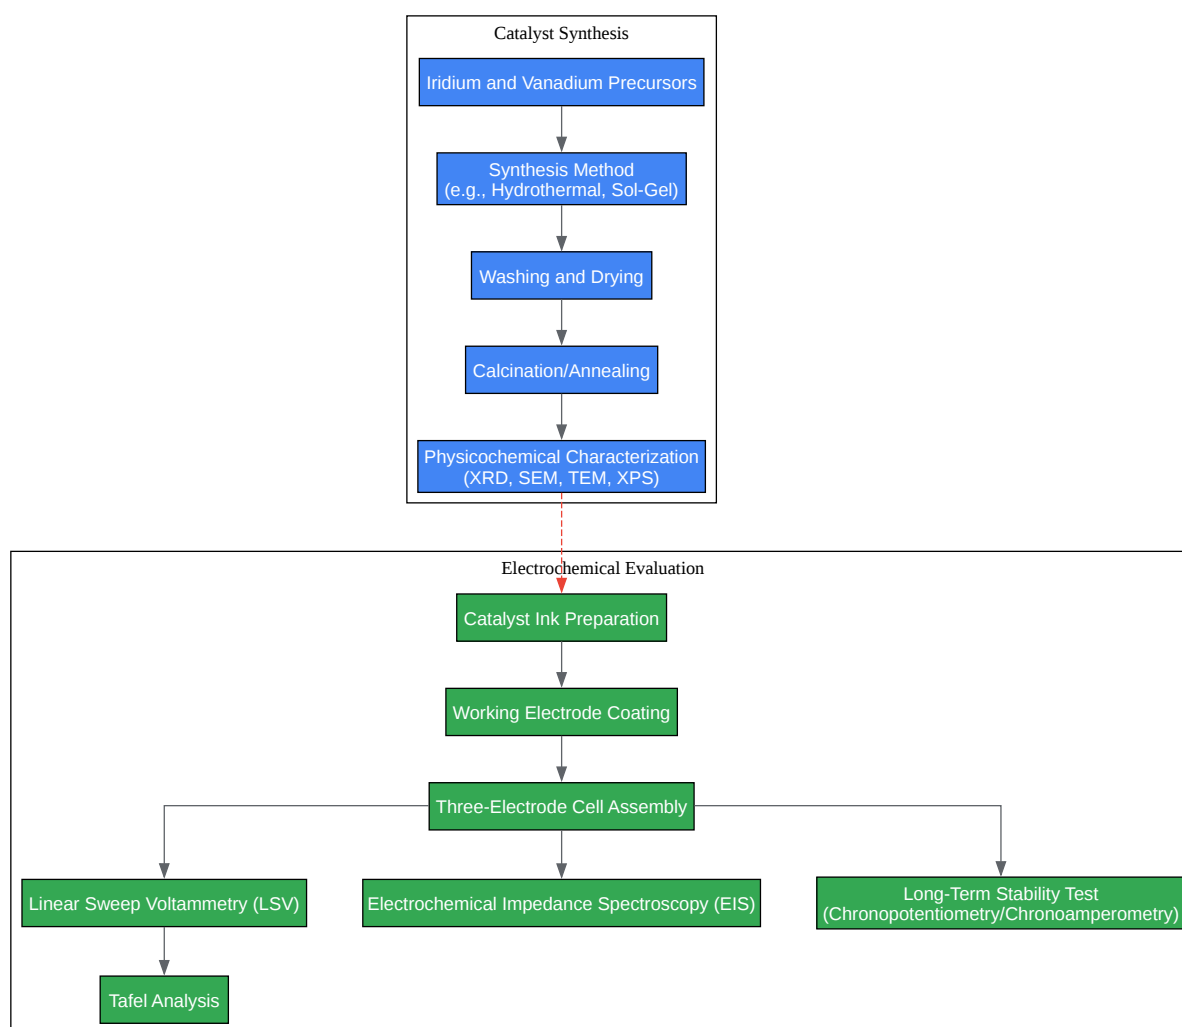 Catalyst Synthesis
Iridium and Vanadium Precursors
Synthesis Method
(e.g., Hydrothermal, Sol-Gel)
Washing and Drying
Calcination/Annealing
Physicochemical Characterization
(XRD, SEM, TEM, XPS)
Electrochemical Evaluation
Catalyst Ink Preparation
Working Electrode Coating
Three-Electrode Cell Assembly
Linear Sweep Voltammetry (LSV)
Electrochemical Impedance Spectroscopy (EIS)
Long-Term Stability Test
(Chronopotentiometry/Chronoamperometry)
Tafel Analysis